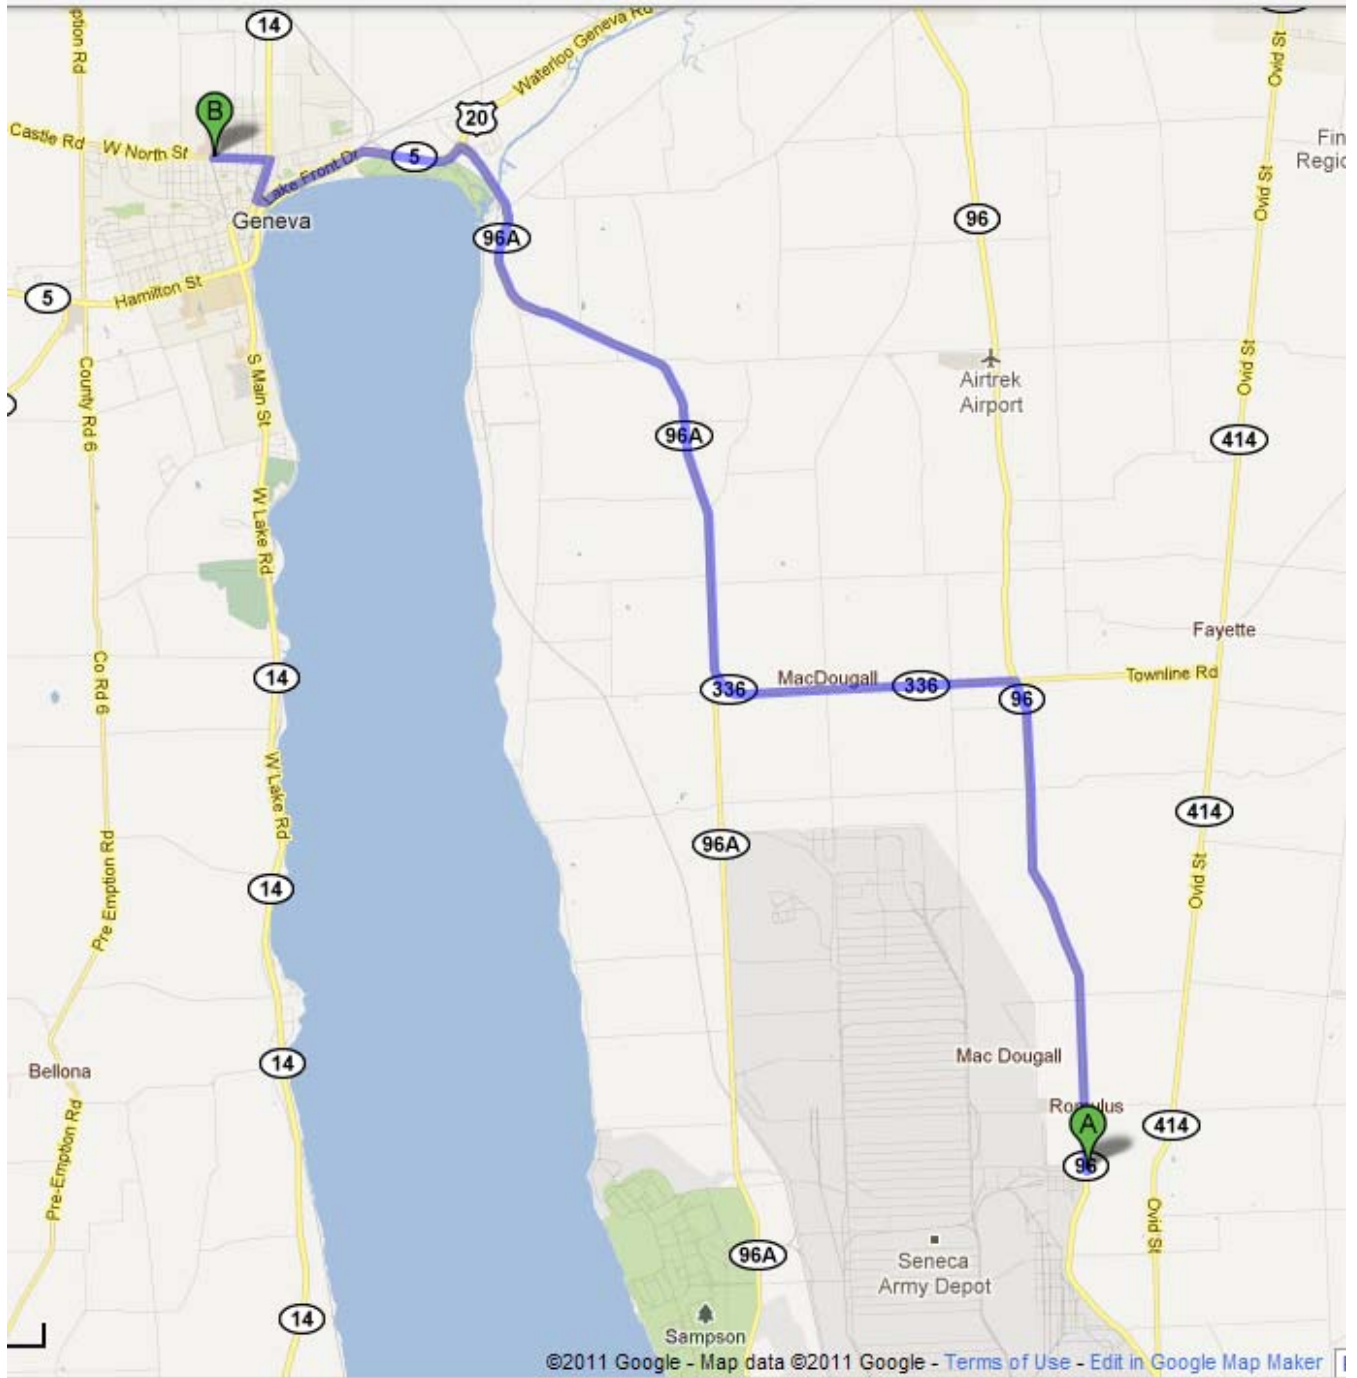 14
ption Rd
Waterloo Geneva Rd
Ovid St
B
20
Castle Rd
W North St
5
Lake Front Dr
Fin
Regio
Ovid St
Geneva
96A
96
5
Hamilton St
S Main St
County Rd 6
Airtrek
Airport
Ovid St
96A
414
W Lake Rd
Fayette
Co Rd 6
14
336
MacDougall
336
96
Townline Rd
W Lake Rd
414
Pre Emption Rd
96A
14
Ovid St
Bellona
14
Mac Dougall
Romulus
A
414
96
Pre-Emption Rd
Ovid St
96A
Seneca
Army Depot
14
Sampson
©2011 Google - Map data ©2011 Google - Terms of Use - Edit in Google Map Maker